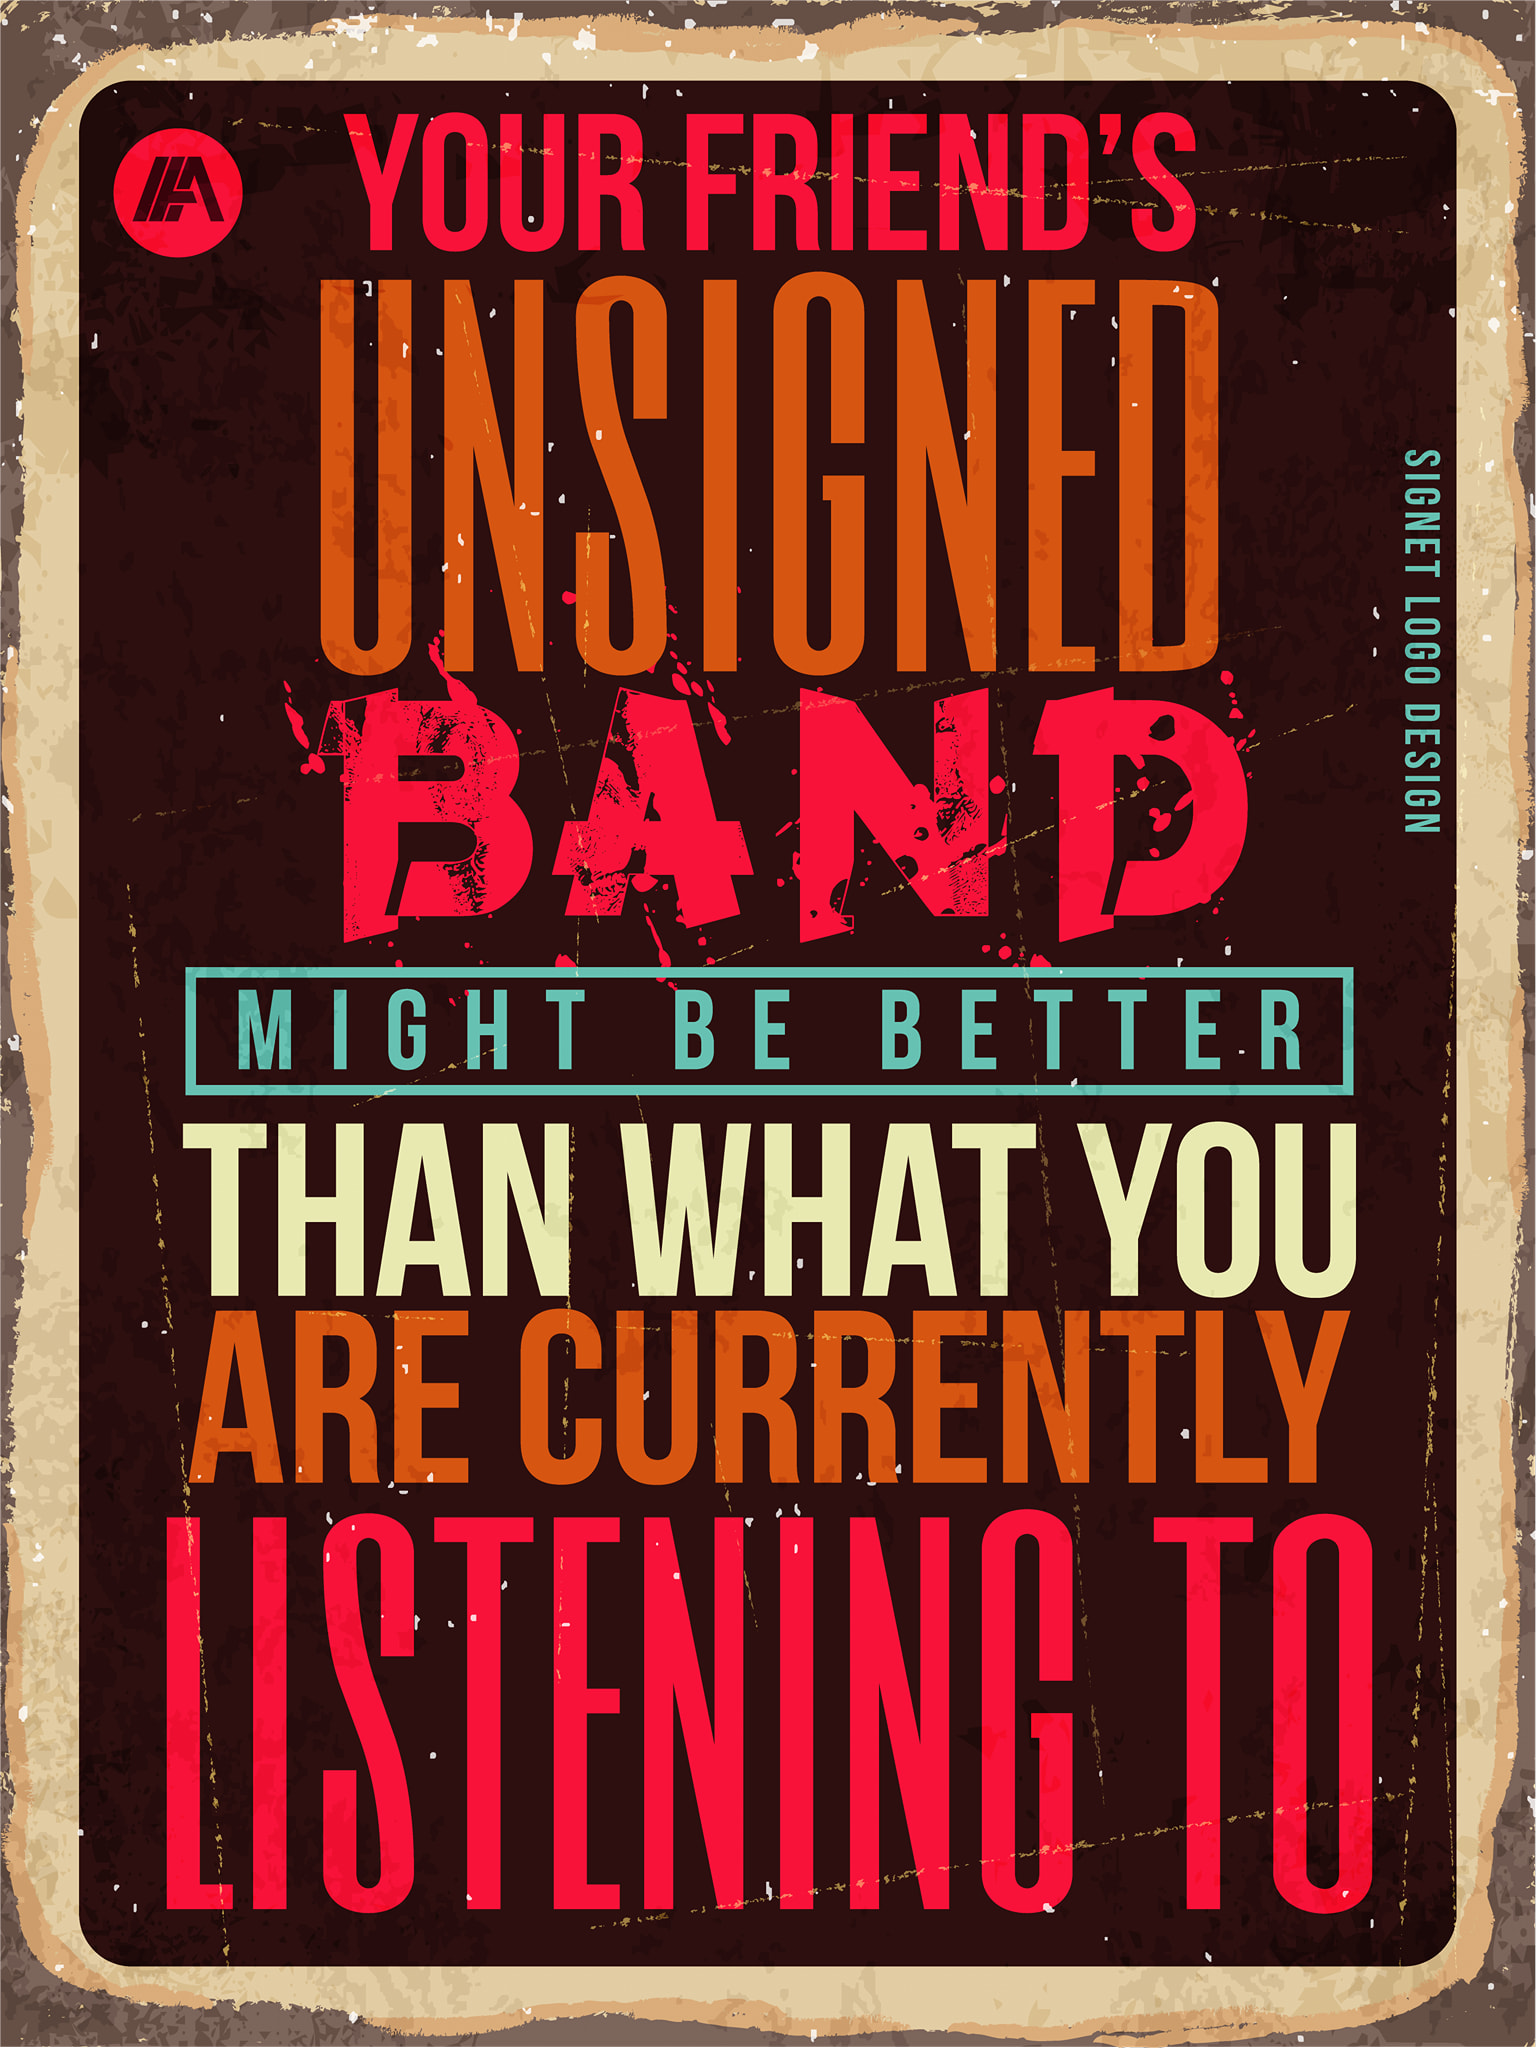 YOUR FRIEND'S
UNSIGNED
BAND
MIGHT BE BETTER
THAN WHAT YOU
ARE CURRENTLY
LISTENING TO
SIGNET LOGO DESIGN